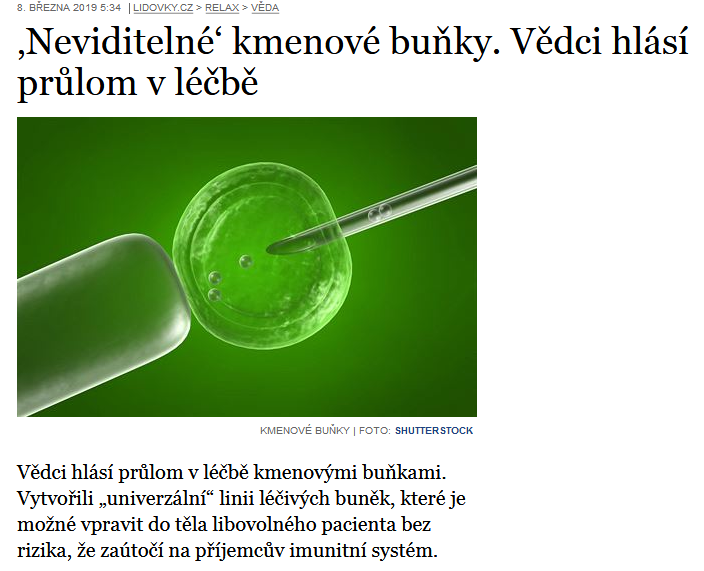 8. BŘEZNA 2019 5:34 | LIDOVKY.CZ > RELAX > VĚDA
‚Neviditelné‘ kmenové buňky. Vědci hlásí
průlom v léčbě
KMENOVÉ BUŇKY | FOTO: SHUTTERSTOCK
Vědci hlásí průlom v léčbě kmenovými buňkami.
Vytvořili „univerzální“ linii léčivých buněk, které je
možné vpravit do těla libovolného pacienta bez
rizika, že zaútočí na příjemcův imunitní systém.